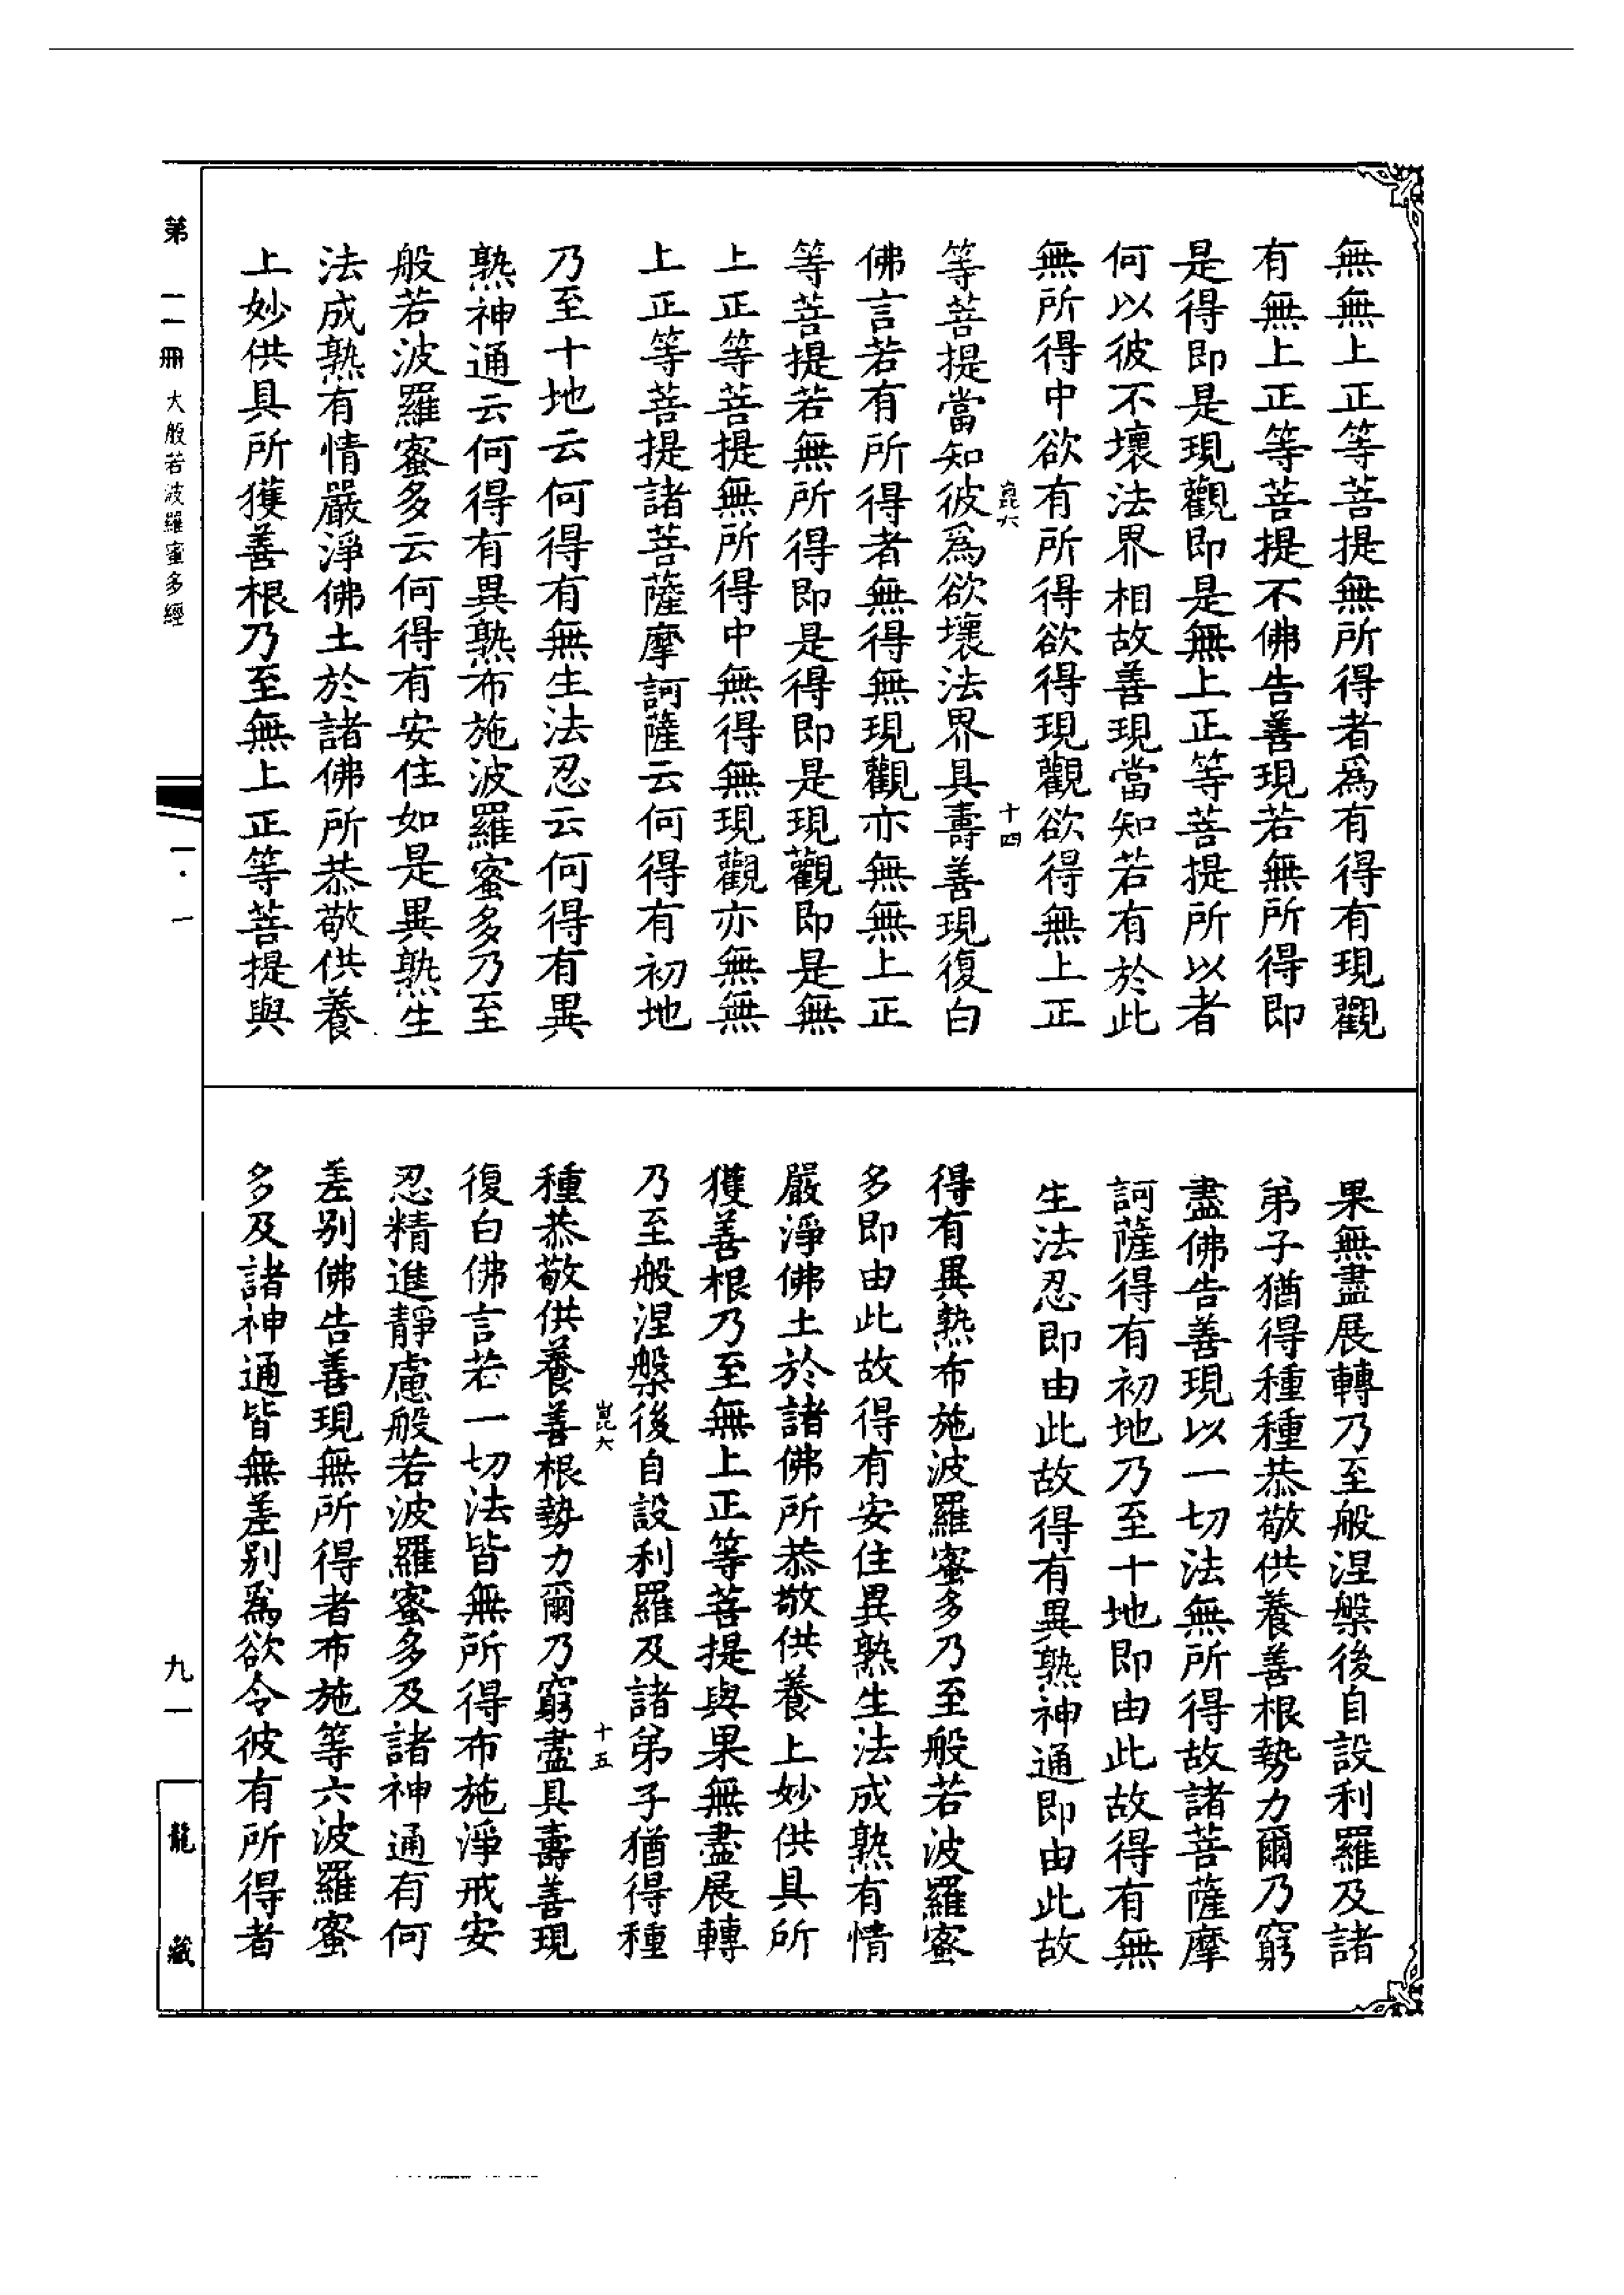 無無上正等菩提無所得者爲有得有現觀
有無上正等菩提不佛告善現若無所得即
是得即是現觀即是無上正等菩提所以者
何以彼不壞法界相故善現當知若有於此
無所得中欲有所得欲得現觀欲得無上正
崑六
十四
等菩提當知彼爲欲壞法界具壽善現復白
佛言若有所得者無得無現觀亦無無上正
等菩提若無所得即是得即是現觀即是無
上正等菩提無所得中無得無現觀亦無無
上正等菩提諸菩薩摩訶薩云何得有初地
乃至十地云何得有無生法忍云何得有異
熟神通云何得有異熟布施波羅蜜多乃至
般若波羅蜜多云何得有安住如是異熟生
法成熟有情嚴淨佛土於諸佛所恭敬供養
上妙供具所獲善根乃至無上正等菩提與
果無盡展轉乃至般涅槃後自設利羅及諸
弟子猶得種種恭敬供養善根勢力爾乃窮
盡佛告善現以一切法無所得故諸菩薩摩
訶薩得有初地乃至十地即由此故得有無
生法忍即由此故得有異熟神通即由此故
得有異熟布施波羅蜜多乃至般若波羅蜜
多即由此故得有安住異熟生法成熟有情
嚴淨佛土於諸佛所恭敬供養上妙供具所
獲善根乃至無上正等菩提與果無盡展轉
乃至般涅槃後自設利羅及諸弟子猶得種
崑六
十五
種恭敬供養善根勢力爾乃窮盡具壽善現
復白佛言若一切法皆無所得布施淨戒安
忍精進靜慮般若波羅蜜多及諸神通有何
差別佛告善現無所得者布施等六波羅蜜
多及諸神通皆無差別爲欲令彼有所得者
第一一冊 大般若波羅蜜多經
一·一
九一
龍藏